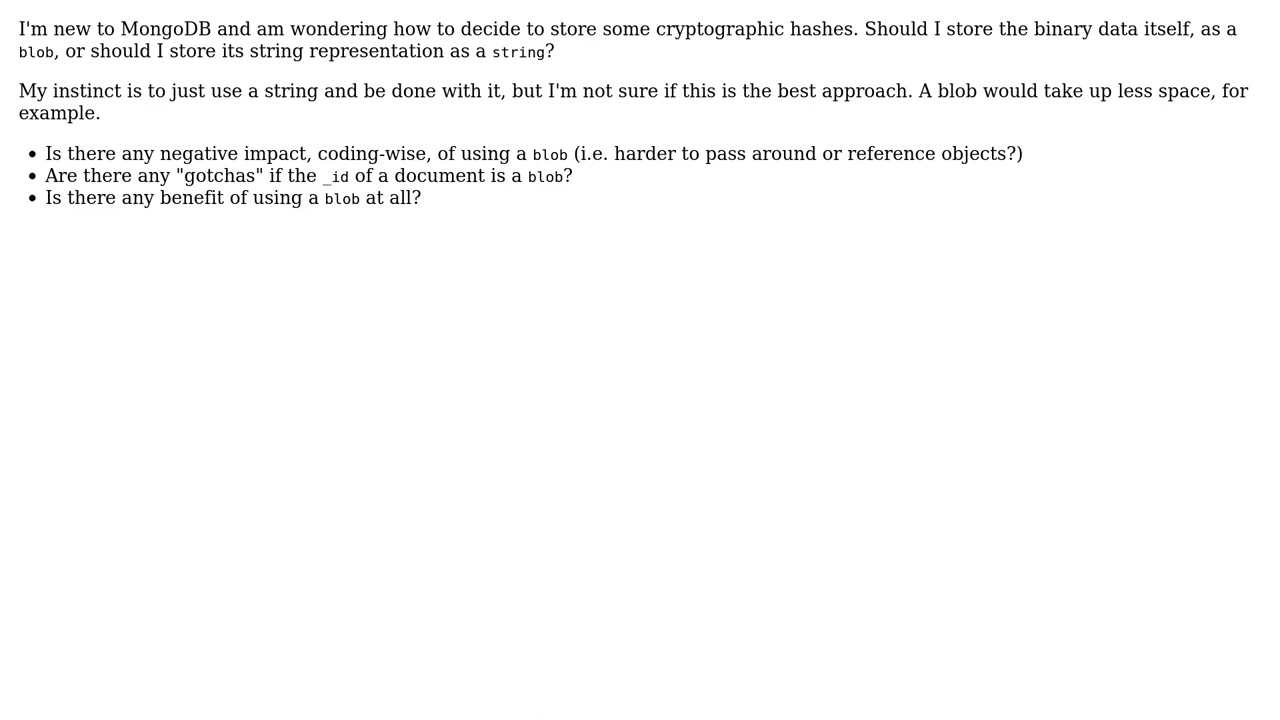 I'm new to MongoDB and am wondering how to decide to store some cryptographic hashes. Should I store the binary data itself, as a
blob, or should I store its string representation as a string?
My instinct is to just use a string and be done with it, but I'm not sure if this is the best approach. A blob would take up less space, for
example.
• Is there any negative impact, coding-wise, of using a blob (i.e. harder to pass around or reference objects?)
• Are there any "gotchas" if the _id of a document is a blob?
• Is there any benefit of using a blob at all?